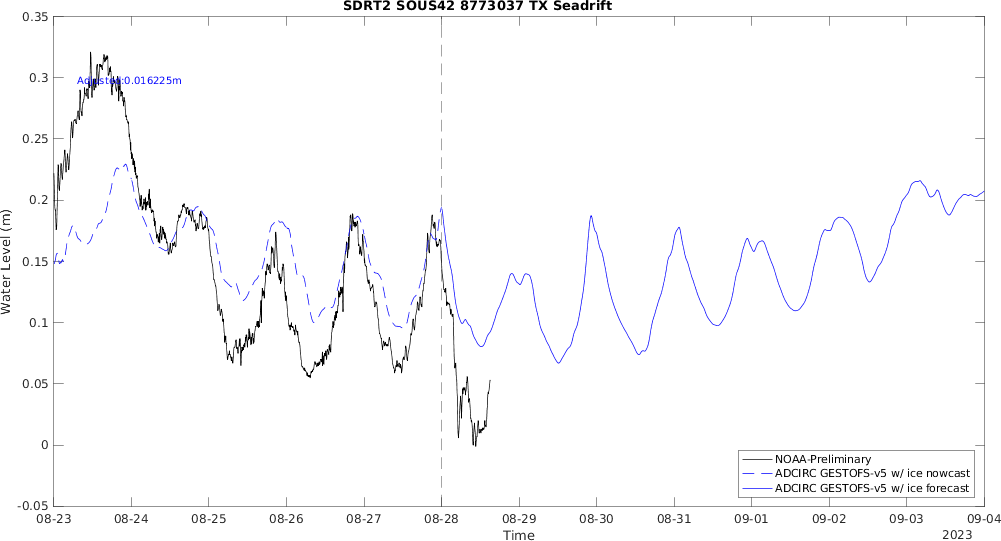 SDRT2 SOUS42 8773037 TX Seadrift
0.35
0.3
0.25
0.2
0.15
0.1
0.05
0
-0.05
Water Level (m)
Adjusted:0.016225m
NOAA-Preliminary
ADCIRC GESTOFS-v5 w/ ice nowcast
ADCIRC GESTOFS-v5 w/ ice forecast
08-23 08-24 08-25 08-26 08-27 08-28 08-29 08-30 08-31 09-01 09-02 09-03 09-04
Time
2023